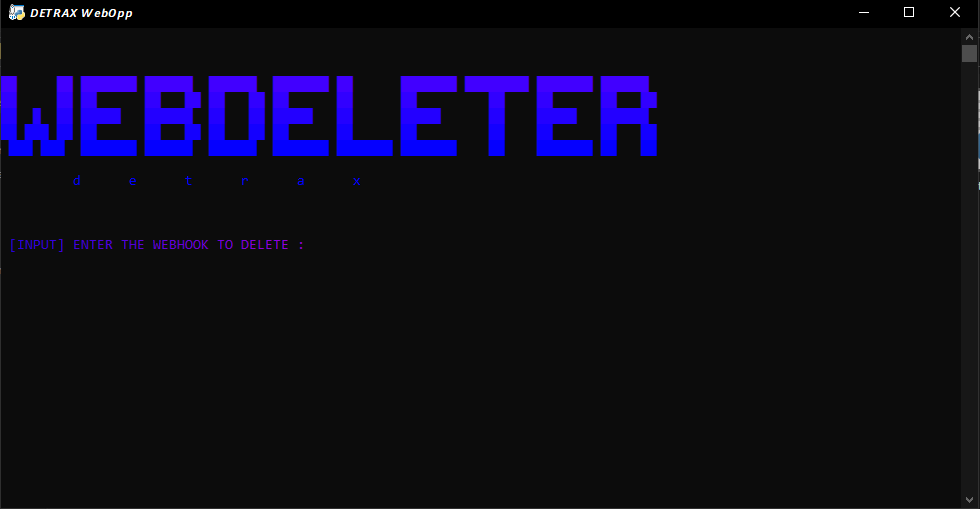 DETRAX WebOpp
WEBDELETER
d e t r a x
[INPUT] ENTER THE WEBHOOK TO DELETE :